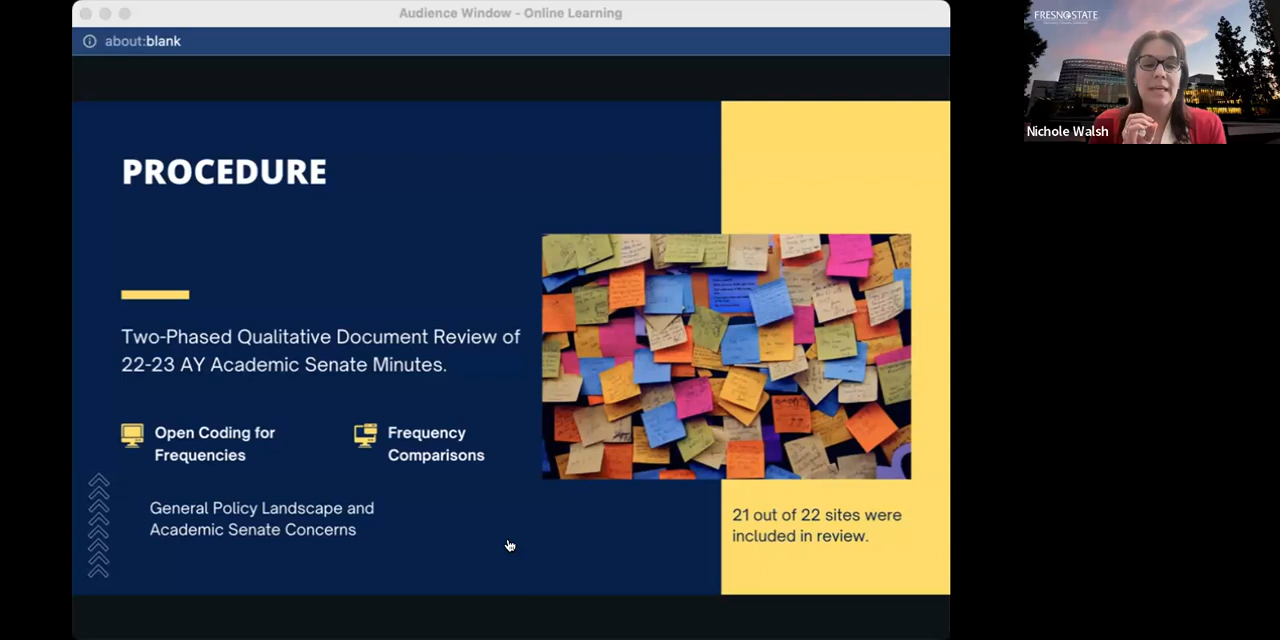 Audience Window - Online Learning
about:blank
PROCEDURE
Two-Phased Qualitative Document Review of
22-23 AY Academic Senate Minutes.
Open Coding for
Frequencies
Frequency
Comparisons
General Policy Landscape and
Academic Senate Concerns
21 out of 22 sites were
included in review.
FRESNO STATE
Nichole Walsh